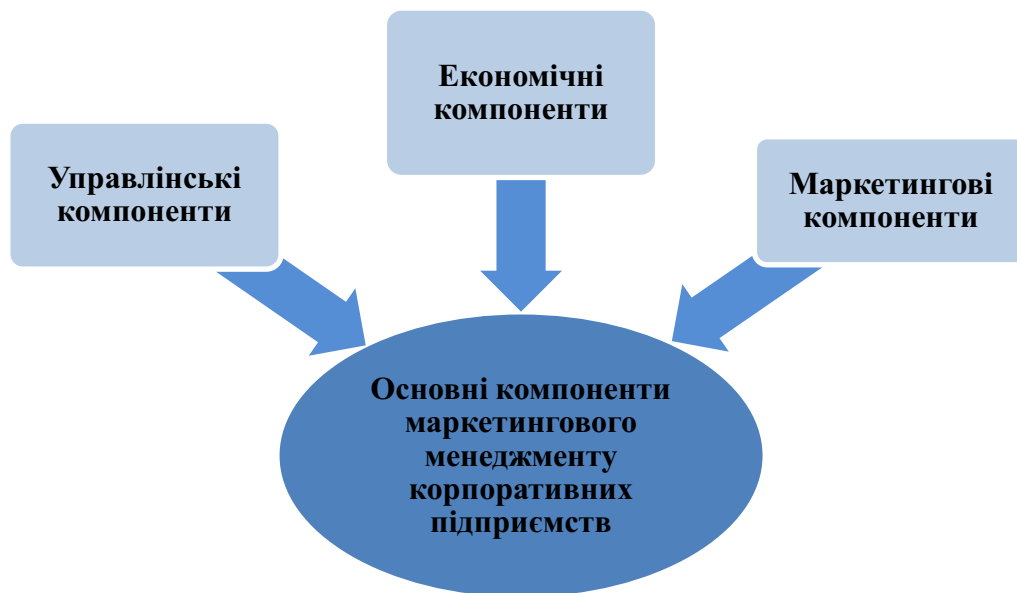 Економічні
компоненти
Управлінські
компоненти
Маркетингові
компоненти
Основні компоненти
маркетингового
менеджменту
корпоративних
підприємств